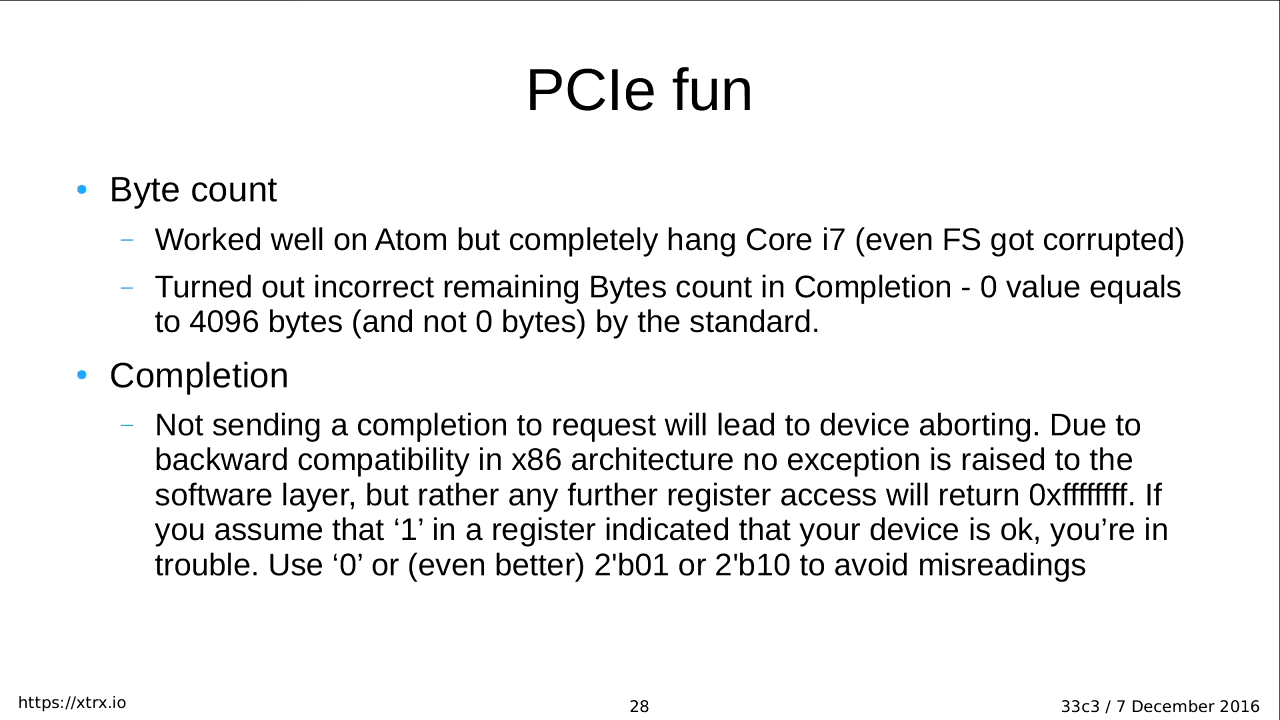 PCIe fun
• Byte count
– Worked well on Atom but completely hang Core i7 (even FS got corrupted)
– Turned out incorrect remaining Bytes count in Completion - 0 value equals
to 4096 bytes (and not 0 bytes) by the standard.
• Completion
– Not sending a completion to request will lead to device aborting. Due to
backward compatibility in x86 architecture no exception is raised to the
software layer, but rather any further register access will return 0xffffffff. If
you assume that ‘1’ in a register indicated that your device is ok, you’re in
trouble. Use ‘0’ or (even better) 2'b01 or 2'b10 to avoid misreadings
https://xtrx.io
28
33c3 / 7 December 2016